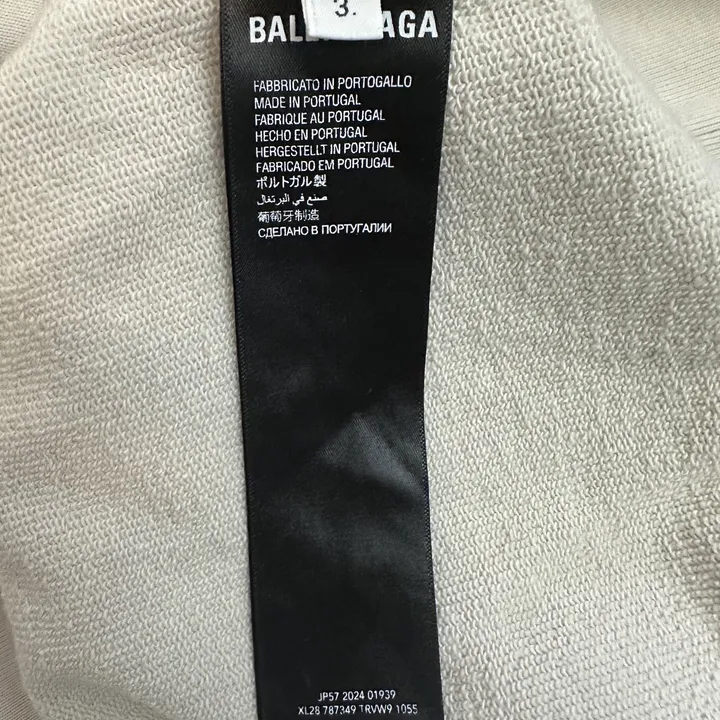 3.
BALENCIAGA
FABBRICATO IN PORTOGALLO
MADE IN PORTUGAL
FABRIQUE AU PORTUGAL
HECHO EN PORTUGAL
HERGESTELLT IN PORTUGAL
FABRICADO EM PORTUGAL
ポルトガル製
صنع في البرتغال
葡萄牙制造
СДЕЛАНО В ПОРТУГАЛИИ
JP57 2024 01939
XL28 787349 TRVW9 1055